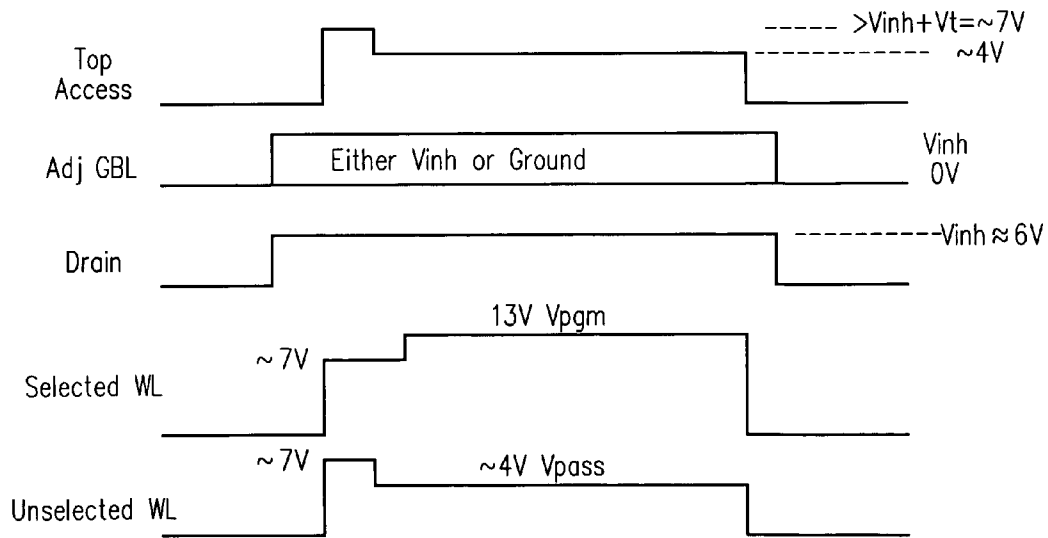 >Vinh+Vt=~7V
~4V
Top
Access
Adj GBL
Either Vinh or Ground
Vinh
0V
Drain
Vinh≈6V
13V Vpgm
~7V
Selected WL
~7V
~4V Vpass
Unselected WL